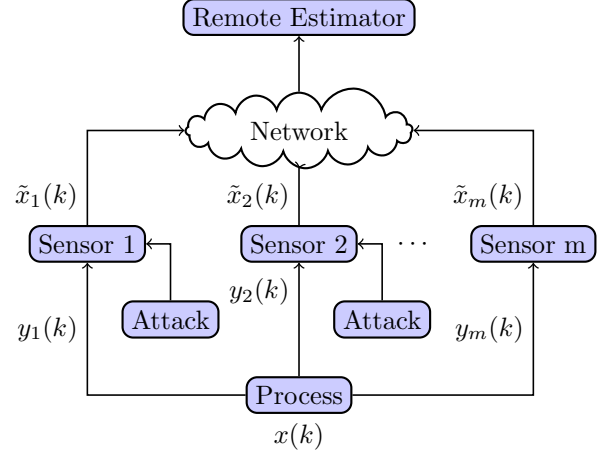 Remote Estimator
Network
x̃₁(k)
x̃₂(k)
x̃ₘ(k)
Sensor 1
Sensor 2
⋯
Sensor m
y₁(k)
Attack
y₂(k)
Attack
yₘ(k)
Process
x(k)